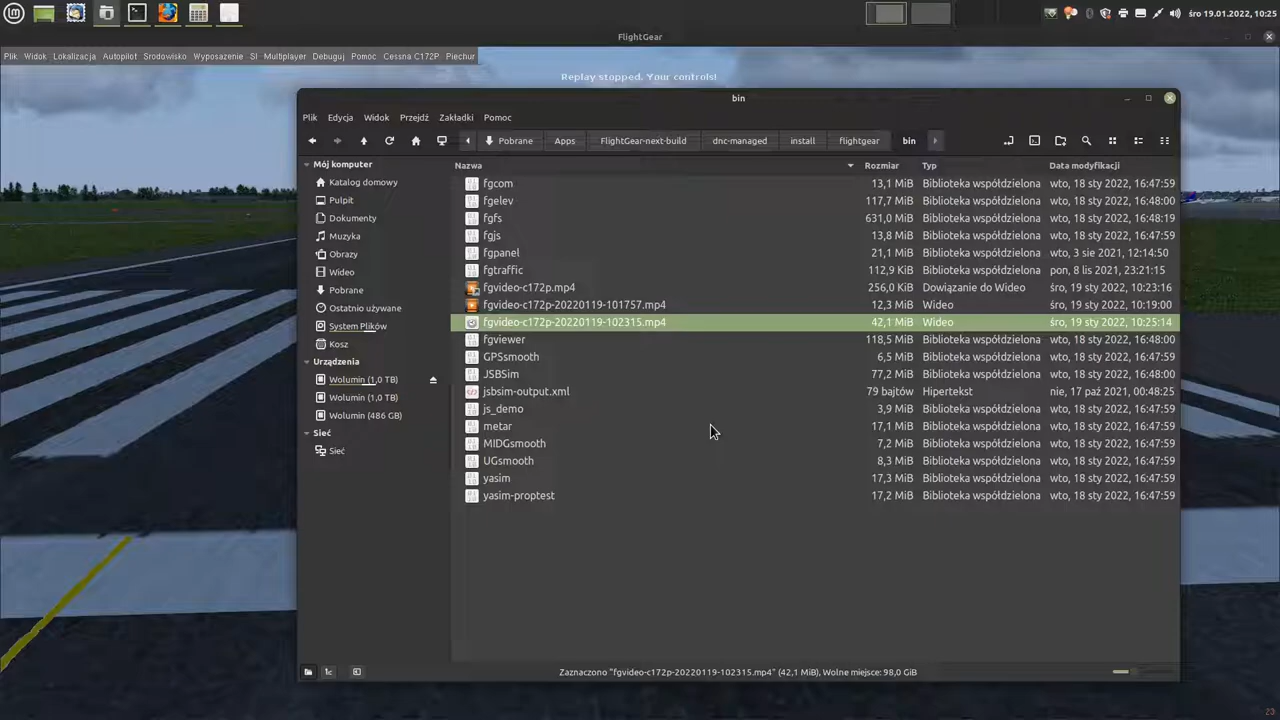 śro 19.01.2022, 10:25
FlightGear
Plik Widok Lokalizacja Autopilot Środowisko Wyposazenie SI Multiplayer Debuguj Pomoc Cessna C172P Piechur
Replay stopped. Your controls!
bin
Plik Edycja Widok Przejdź Zakładki Pomoc
Pobrane Apps FlightGear-next-build dnc-managed install flightgear bin
Mój komputer
Katalog domowy
Pulpit
Dokumenty
Muzyka
Obrazy
Wideo
Pobrane
Ostatnio używane
System Plików
Kosz
Urządzenia
Wolumin (1,0 TB)
Wolumin (1,0 TB)
Wolumin (486 GB)
Sieć
Sieć
Nazwa Rozmiar Typ Data modyfikacji
fgcom 13,1 MiB Biblioteka współdzielona wto, 18 sty 2022, 16:47:59
fgelev 117,7 MiB Biblioteka współdzielona wto, 18 sty 2022, 16:48:00
fgfs 631,0 MiB Biblioteka współdzielona wto, 18 sty 2022, 16:48:19
fgjs 13,8 MiB Biblioteka współdzielona wto, 18 sty 2022, 16:47:59
fgpanel 21,1 MiB Biblioteka współdzielona wto, 3 sie 2021, 12:14:50
fgtraffic 112,9 KiB Biblioteka współdzielona pon, 8 lis 2021, 23:21:15
fgvideo-c172p.mp4 256,0 KiB Dowiązanie do Wideo śro, 19 sty 2022, 10:23:16
fgvideo-c172p-20220119-101757.mp4 12,3 MiB Wideo śro, 19 sty 2022, 10:19:00
fgvideo-c172p-20220119-102315.mp4 42,1 MiB Wideo śro, 19 sty 2022, 10:25:14
fgviewer 118,5 MiB Biblioteka współdzielona wto, 18 sty 2022, 16:48:00
GPSsmooth 6,5 MiB Biblioteka współdzielona wto, 18 sty 2022, 16:47:59
JSBSim 77,2 MiB Biblioteka współdzielona wto, 18 sty 2022, 16:48:00
jsbsim-output.xml 79 bajtów Hipertekst nie, 17 paź 2021, 00:48:25
js_demo 3,9 MiB Biblioteka współdzielona wto, 18 sty 2022, 16:47:59
metar 17,1 MiB Biblioteka współdzielona wto, 18 sty 2022, 16:47:59
MIDGsmooth 7,2 MiB Biblioteka współdzielona wto, 18 sty 2022, 16:47:59
UGsmooth 8,3 MiB Biblioteka współdzielona wto, 18 sty 2022, 16:47:59
yasim 17,3 MiB Biblioteka współdzielona wto, 18 sty 2022, 16:47:59
yasim-proptest 17,2 MiB Biblioteka współdzielona wto, 18 sty 2022, 16:47:59
Zaznaczono "fgvideo-c172p-20220119-102315.mp4" (42,1 MiB), Wolne miejsce: 98,0 GiB
23